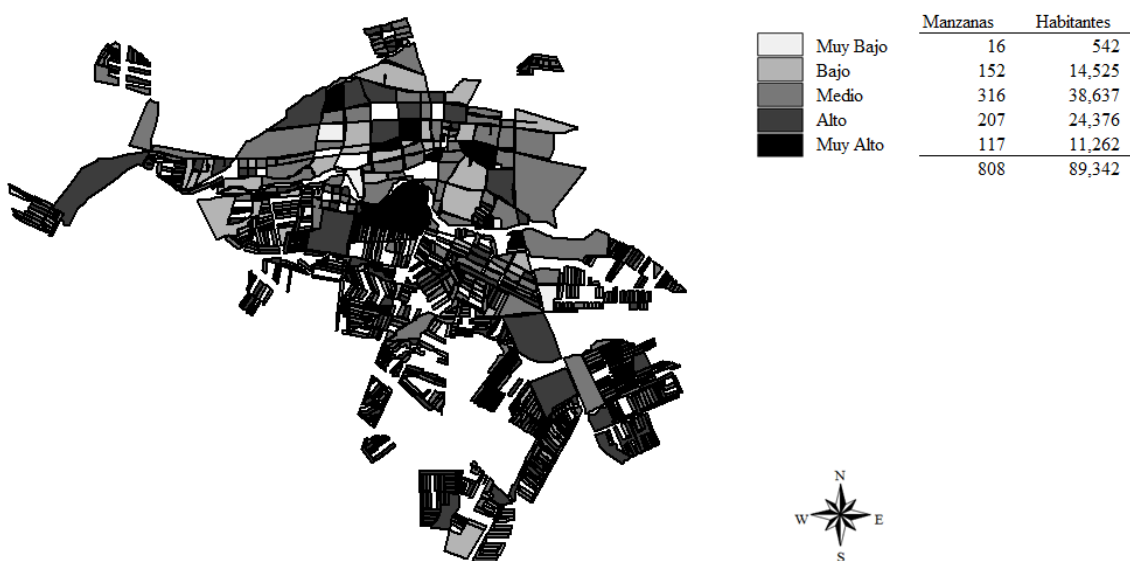 Manzanas Habitantes
Muy Bajo 16 542
Bajo 152 14,525
Medio 316 38,637
Alto 207 24,376
Muy Alto 117 11,262
808 89,342
N
W E
S